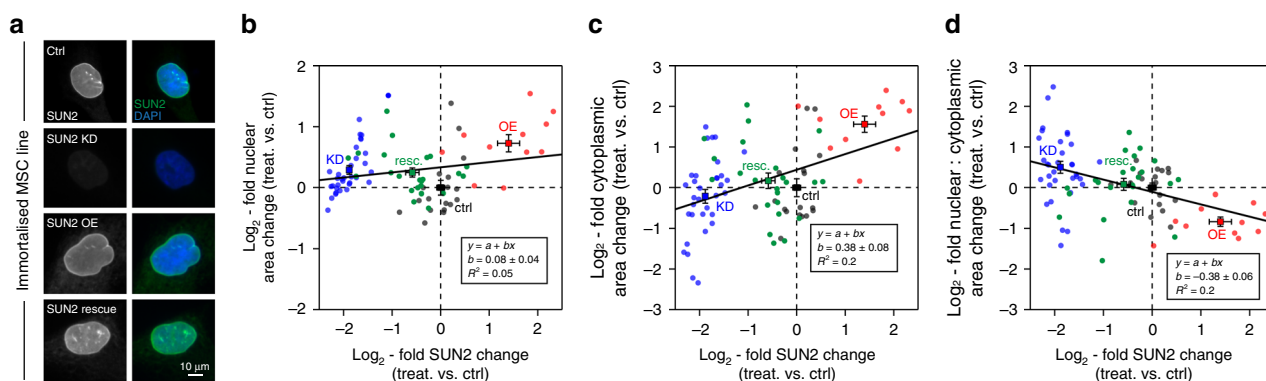 a
Immortalised MSC line
Ctrl
SUN2
SUN2
DAPI
SUN2 KD
SUN2 OE
SUN2 rescue
10 µm
b
Log2 - fold nuclear
area change (treat. vs. ctrl)
2
1
0
−1
−2
KD
resc.
OE
ctrl
y = a + bx
b = 0.08 ± 0.04
R2 = 0.05
−2
−1
0
1
2
Log2 - fold SUN2 change
(treat. vs. ctrl)
c
Log2 - fold cytoplasmic
area change (treat. vs. ctrl)
3
2
1
0
−1
−2
−3
OE
resc.
KD
ctrl
y = a + bx
b = 0.38 ± 0.08
R2 = 0.2
−2
−1
0
1
2
Log2 - fold SUN2 change
(treat. vs. ctrl)
d
Log2 - fold nuclear : cytoplasmic
area change (treat. vs. ctrl)
3
2
1
0
−1
−2
−3
KD
resc.
ctrl
OE
y = a + bx
b = −0.38 ± 0.06
R2 = 0.2
−2
−1
0
1
2
Log2 - fold SUN2 change
(treat. vs. ctrl)